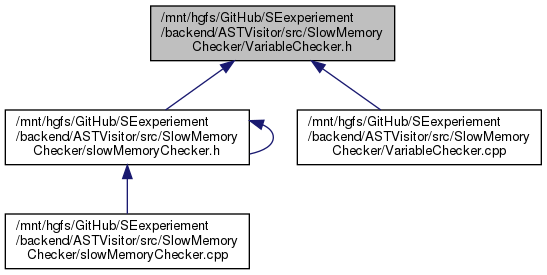 /mnt/hgfs/GitHub/SEexperiement
/backend/ASTVisitor/src/SlowMemory
Checker/VariableChecker.h
/mnt/hgfs/GitHub/SEexperiement
/backend/ASTVisitor/src/SlowMemory
Checker/slowMemoryChecker.h
/mnt/hgfs/GitHub/SEexperiement
/backend/ASTVisitor/src/SlowMemory
Checker/VariableChecker.cpp
/mnt/hgfs/GitHub/SEexperiement
/backend/ASTVisitor/src/SlowMemory
Checker/slowMemoryChecker.cpp